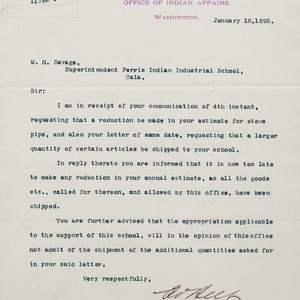 OFFICE OF INDIAN AFFAIRS.
WASHINGTON.
January 16,1893.
M. H. Savage,
Superintendent Perris Indian Industrial School,
Cala.
Sir:
I am in receipt of your communication of 4th instant,
requesting that a reduction be made in your estimate for stove
pipe, and also your letter of same date, requesting that a larger
quantity of certain articles be shipped to your school.
In reply thereto you are informed that it is now too late
to make any reduction in your annual estimate, as all the goods
etc., called for thereon, and allowed by this office, have been
shipped.
You are further advised that the appropriation applicable
to the support of this school, will in the opinion of this office
not admit of the shipment of the additional quantities asked for
in your said letter.
Very respectfully,